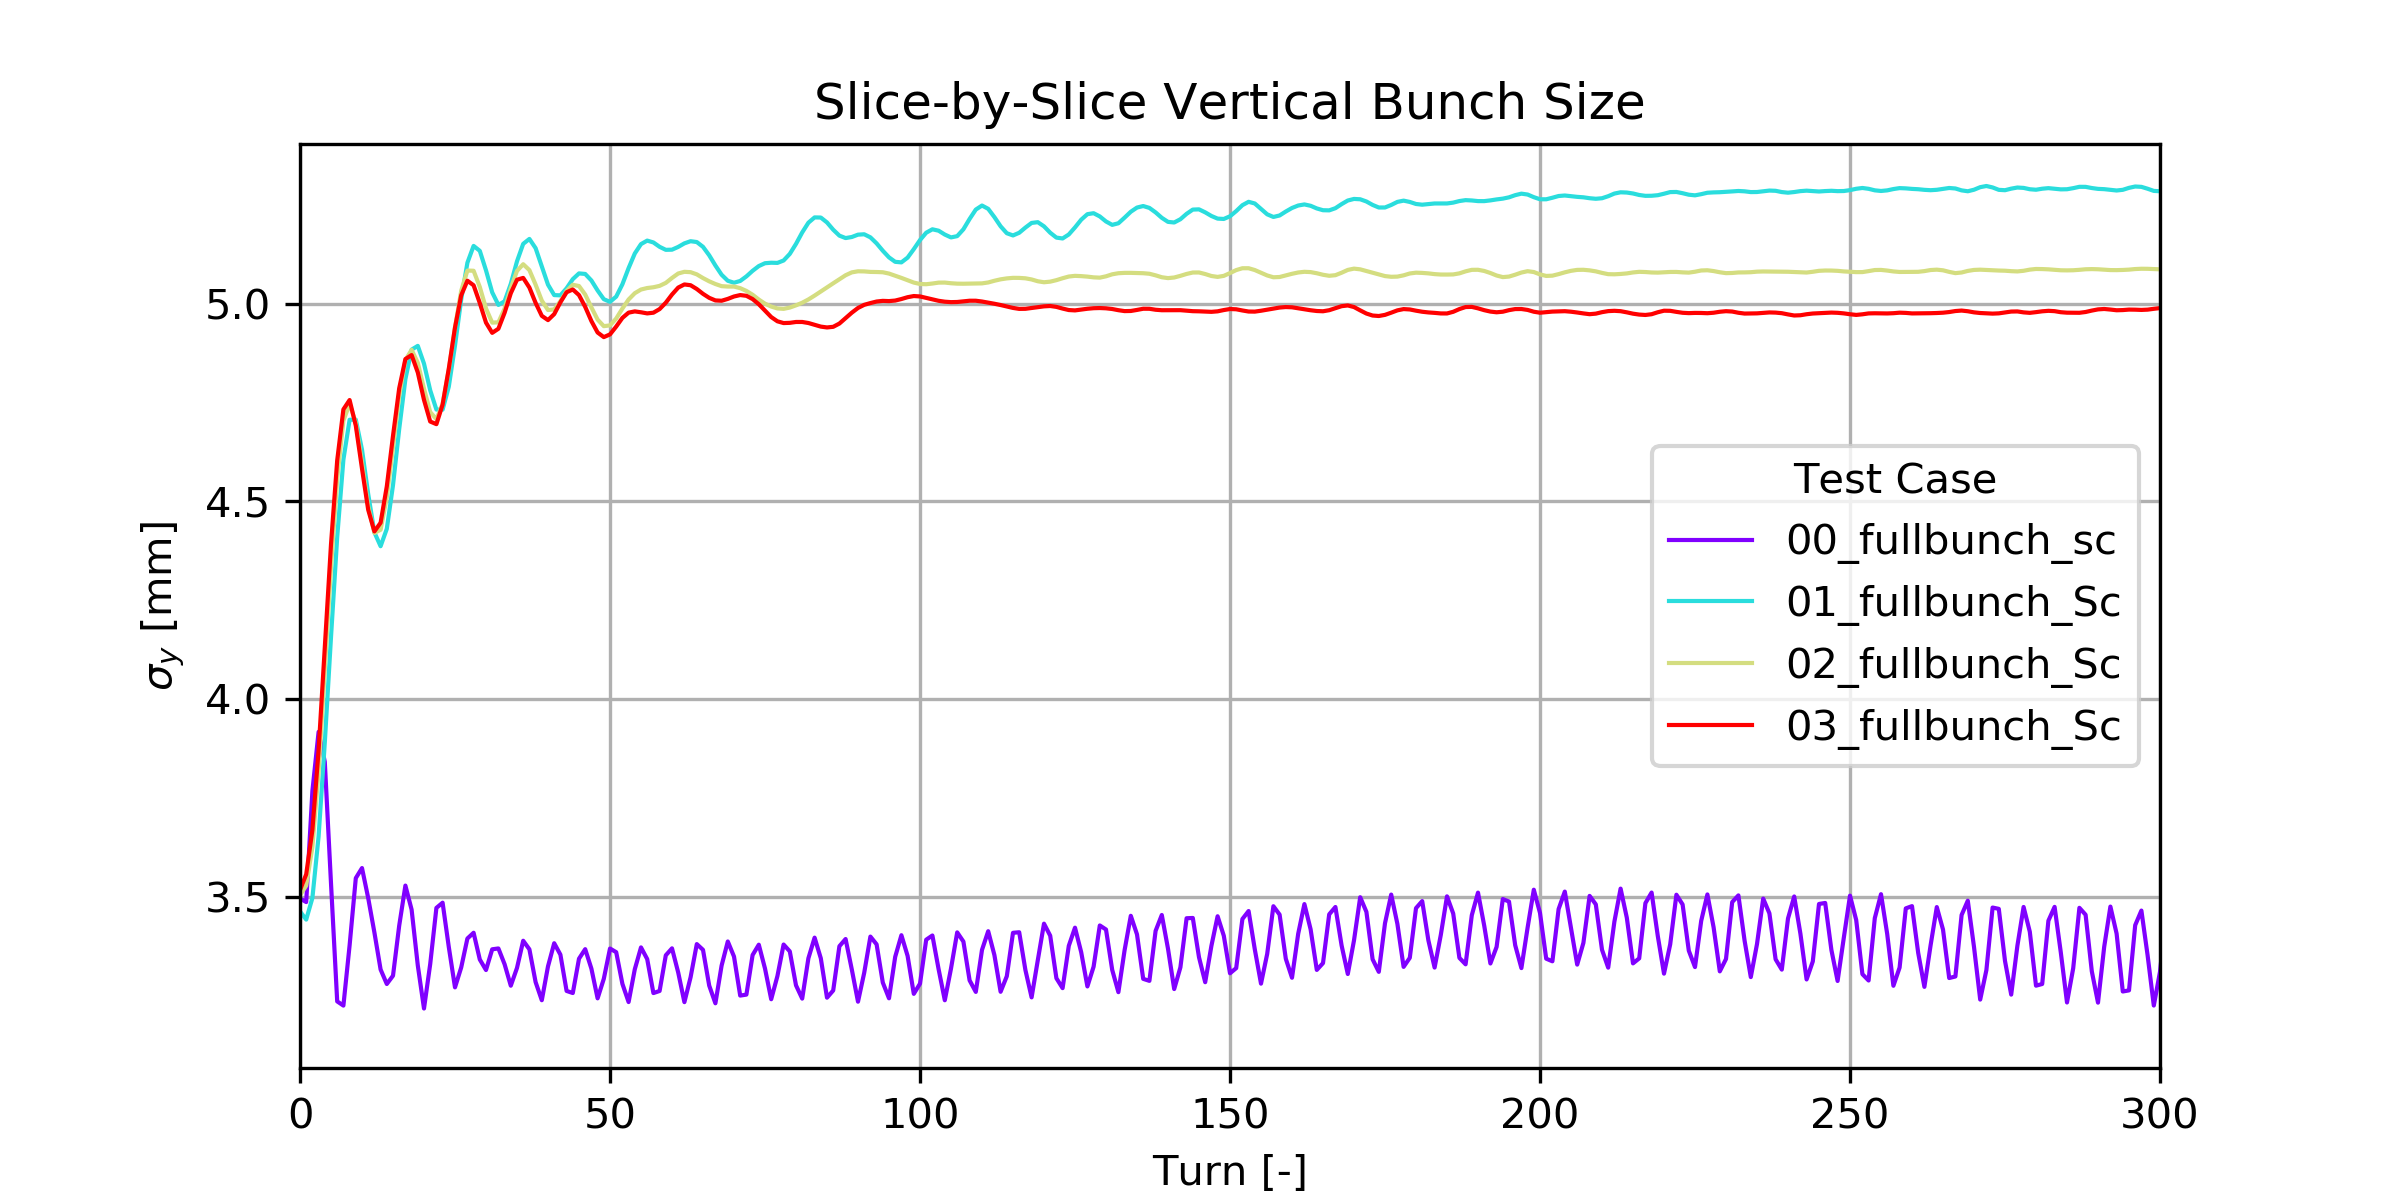 Slice-by-Slice Vertical Bunch Size
σy [mm]
5.0
4.5
4.0
3.5
Test Case
00_fullbunch_sc
01_fullbunch_Sc
02_fullbunch_Sc
03_fullbunch_Sc
0 50 100 150 200 250 300
Turn [-]